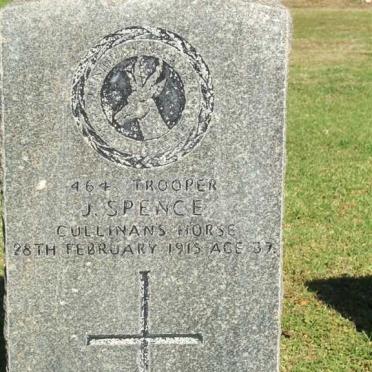 464 TROOPER
J. SPENCE
CULLINANS HORSE
28TH FEBRUARY 1915 AGE 37